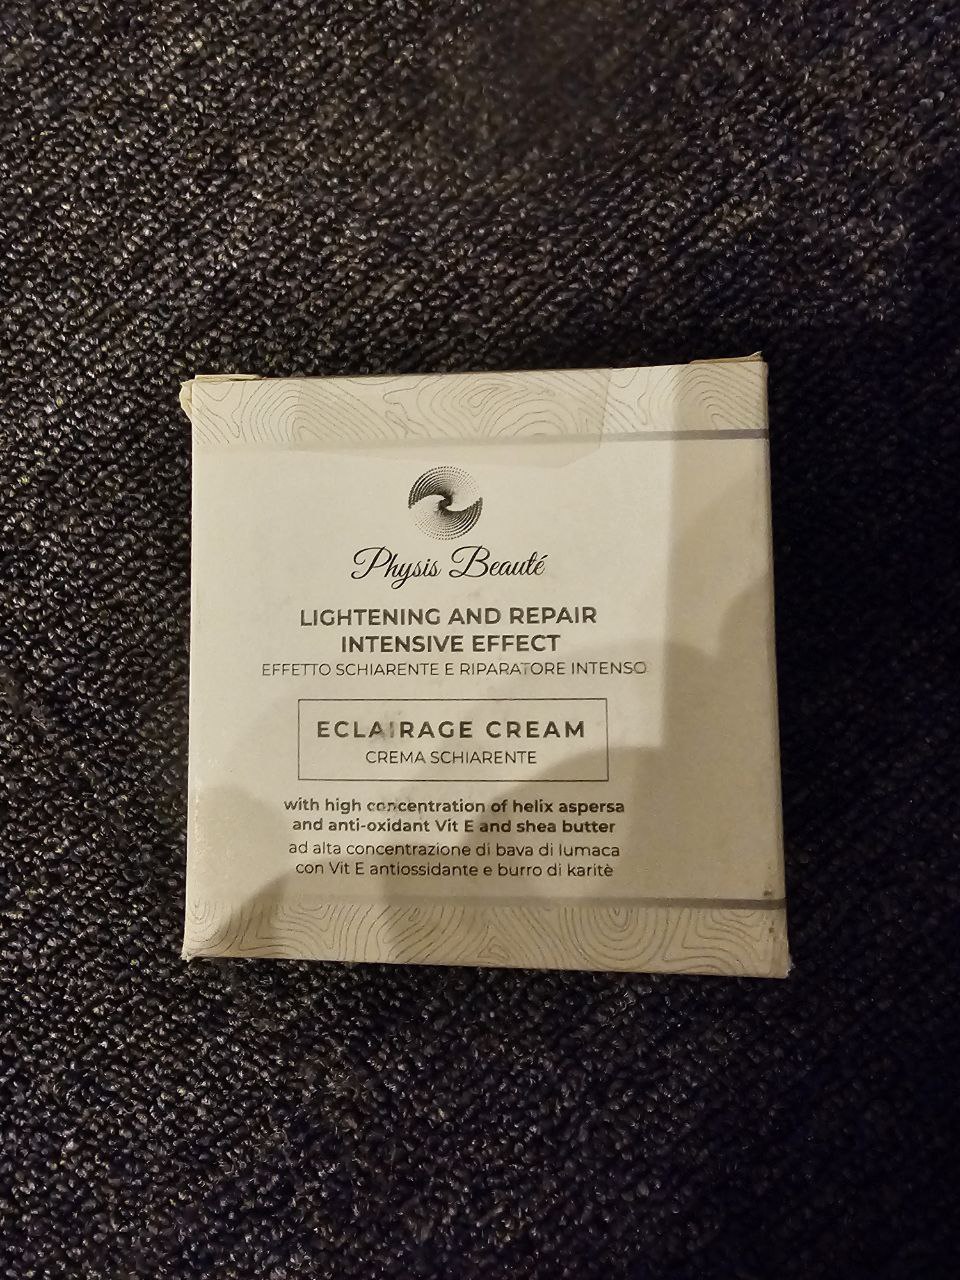 Physis Beauté
LIGHTENING AND REPAIR
INTENSIVE EFFECT
EFFETTO SCHIARENTE E RIPARATORE INTENSO
ECLAIRAGE CREAM
CREMA SCHIARENTE
with high concentration of helix aspersa
and anti-oxidant Vit E and shea butter
ad alta concentrazione di bava di lumaca
con Vit E antiossidante e burro di karitè